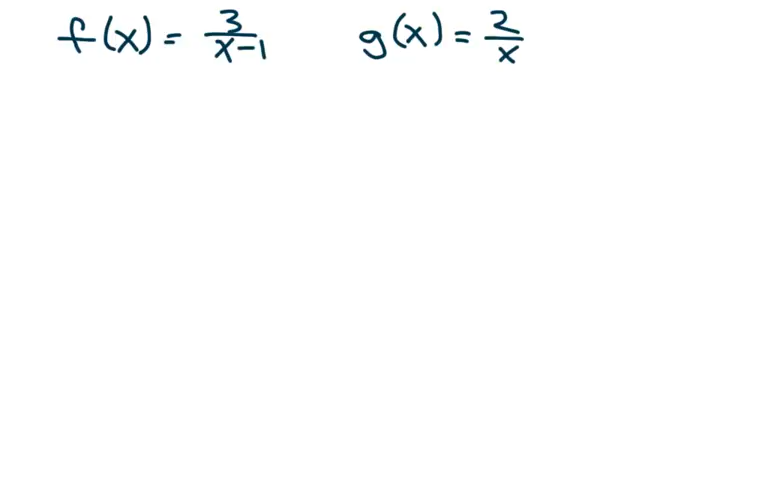 f(x) = 3/(x-1) g(x) = 2/x